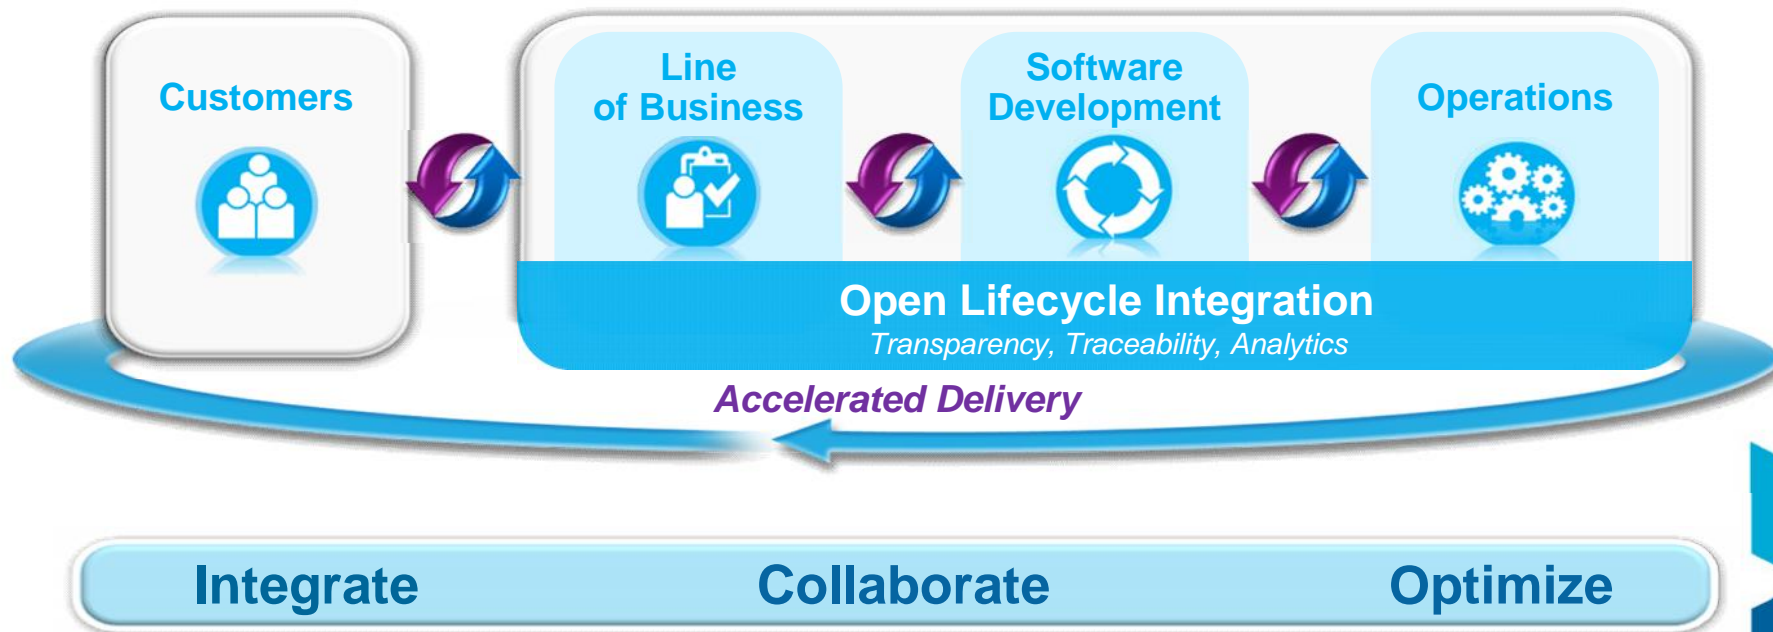 Customers
Line
of Business
Software
Development
Operations
Open Lifecycle Integration
Transparency, Traceability, Analytics
Accelerated Delivery
Integrate
Collaborate
Optimize